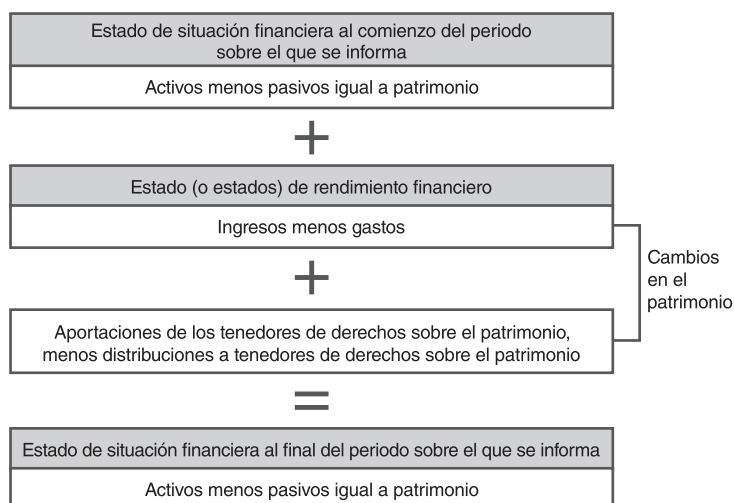 Estado de situación financiera al comienzo del periodo
sobre el que se informa
Activos menos pasivos igual a patrimonio
+
Estado (o estados) de rendimiento financiero
Ingresos menos gastos
+
Cambios
en el
patrimonio
Aportaciones de los tenedores de derechos sobre el patrimonio,
menos distribuciones a tenedores de derechos sobre el patrimonio
=
Estado de situación financiera al final del periodo sobre el que se informa
Activos menos pasivos igual a patrimonio